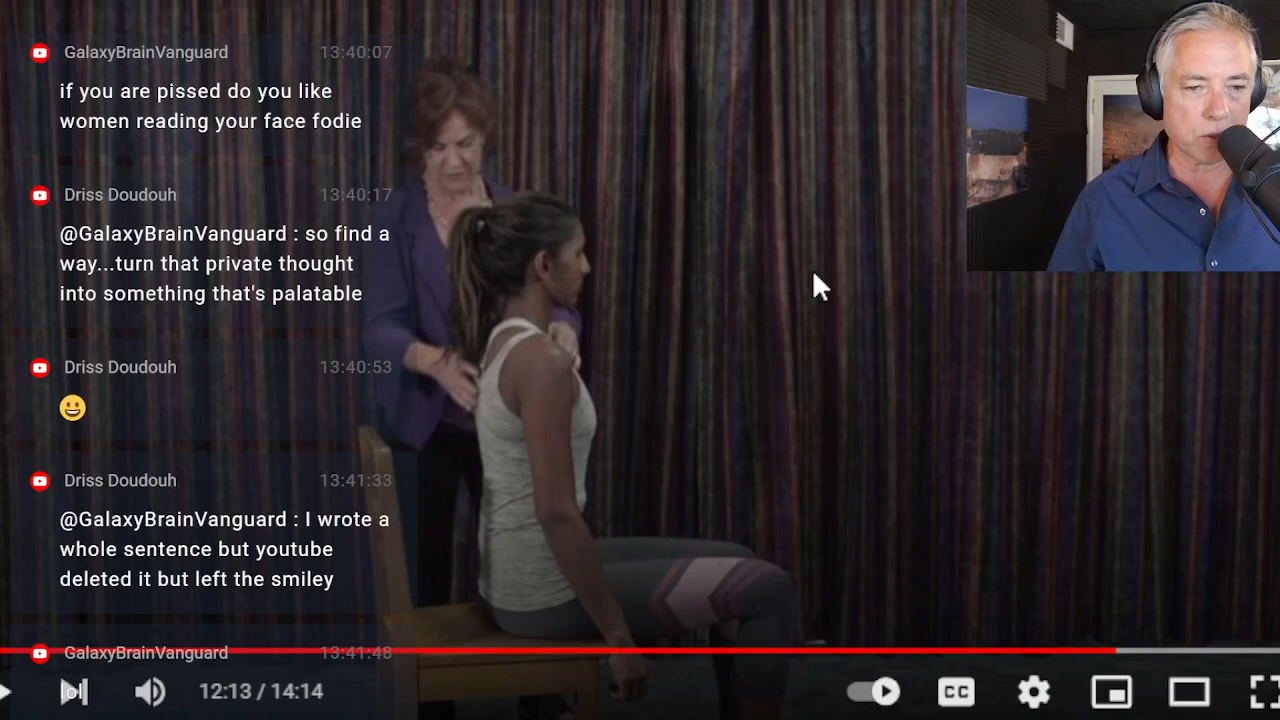 GalaxyBrainVanguard 13:40:07
if you are pissed do you like
women reading your face fodie
Driss Doudouh 13:40:17
@GalaxyBrainVanguard : so find a
way...turn that private thought
into something that's palatable
Driss Doudouh 13:40:53
😀
Driss Doudouh 13:41:33
@GalaxyBrainVanguard : I wrote a
whole sentence but youtube
deleted it but left the smiley
GalaxyBrainVanguard 13:41:48
lol
12:13 / 14:14
CC